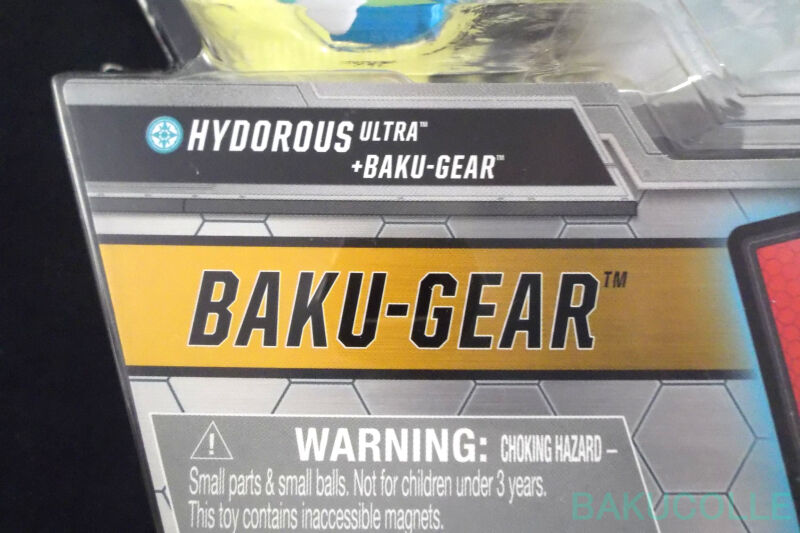 HYDOROUS ULTRA™
+BAKU-GEAR™
BAKU-GEAR™
WARNING: CHOKING HAZARD –
Small parts & small balls. Not for children under 3 years.
This toy contains inaccessible magnets.
BAKUCOLLE